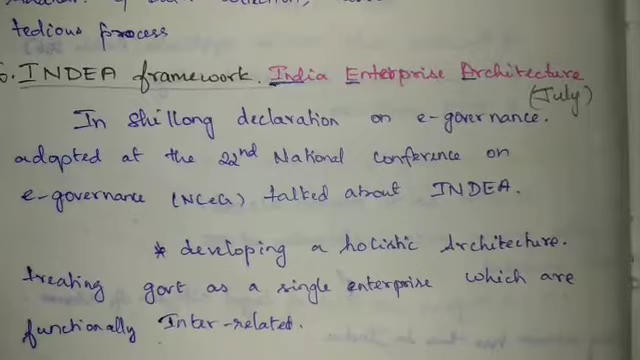 tedious process
6. INDEA framework. India Enterprise Architecture
(July)
In Shillong declaration on e-governance.
adopted at the 22nd National conference on
e-governance (NCeG) talked about INDEA.
* developing a holistic Architecture.
treating govt as a single enterprise which are
functionally Inter-related.